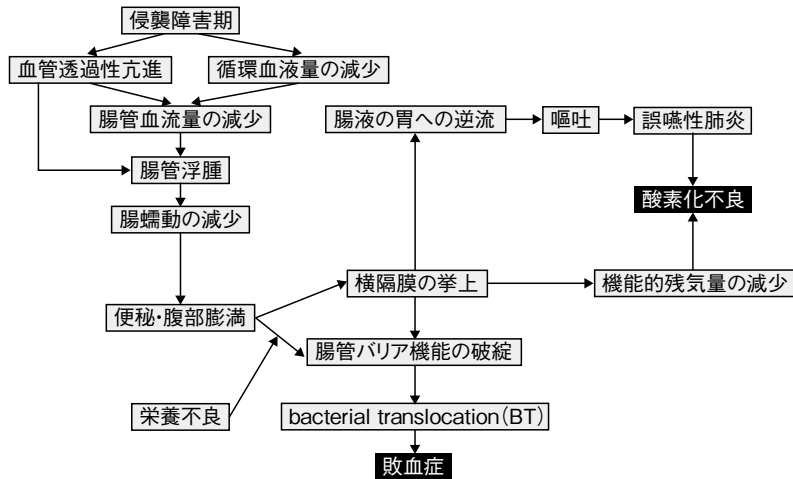 侵襲障害期
血管透過性亢進
循環血液量の減少
腸管血流量の減少
腸液の胃への逆流
嘔吐
誤嚥性肺炎
腸管浮腫
酸素化不良
腸蠕動の減少
横隔膜の挙上
機能的残気量の減少
便秘・腹部膨満
腸管バリア機能の破綻
栄養不良
bacterial translocation(BT)
敗血症